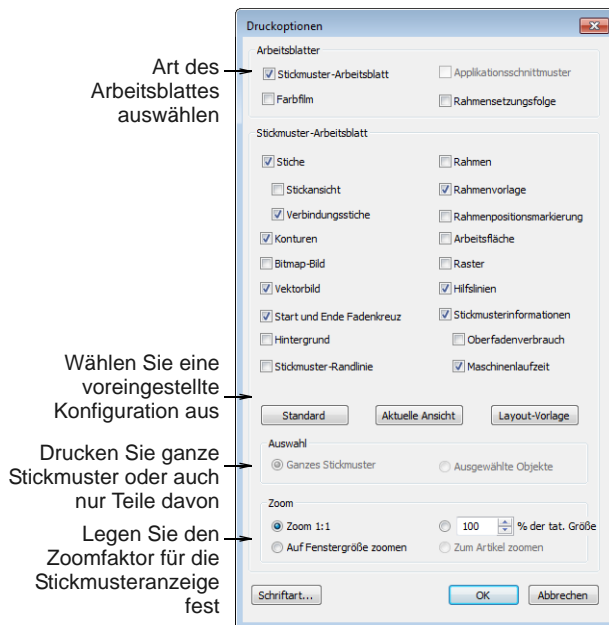 Druckoptionen
Arbeitsblatter
Art des
Arbeitsblattes
auswählen
Stickmuster-Arbeitsblatt
Applikationsschnittmuster
Farbfilm
Rahmensetzungsfolge
Stickmuster-Arbeitsblatt
Stiche
Rahmen
Stickansicht
Rahmenvorlage
Verbindungsstiche
Rahmenpositionsmarkierung
Konturen
Arbeitsfläche
Bitmap-Bild
Raster
Vektorbild
Hilfslinien
Start und Ende Fadenkreuz
Stickmusterinformationen
Hintergrund
Oberfadenverbrauch
Stickmuster-Randlinie
Maschinenlaufzeit
Wählen Sie eine
voreingestellte
Konfiguration aus
Standard
Aktuelle Ansicht
Layout-Vorlage
Auswahl
Drucken Sie ganze
Stickmuster oder auch
nur Teile davon
Ganzes Stickmuster
Ausgewählte Objekte
Zoom
Legen Sie den
Zoomfaktor für die
Stickmusteranzeige
fest
Zoom 1:1
100 % der tat. Größe
Auf Fenstergröße zoomen
Zum Artikel zoomen
Schriftart...
OK
Abbrechen